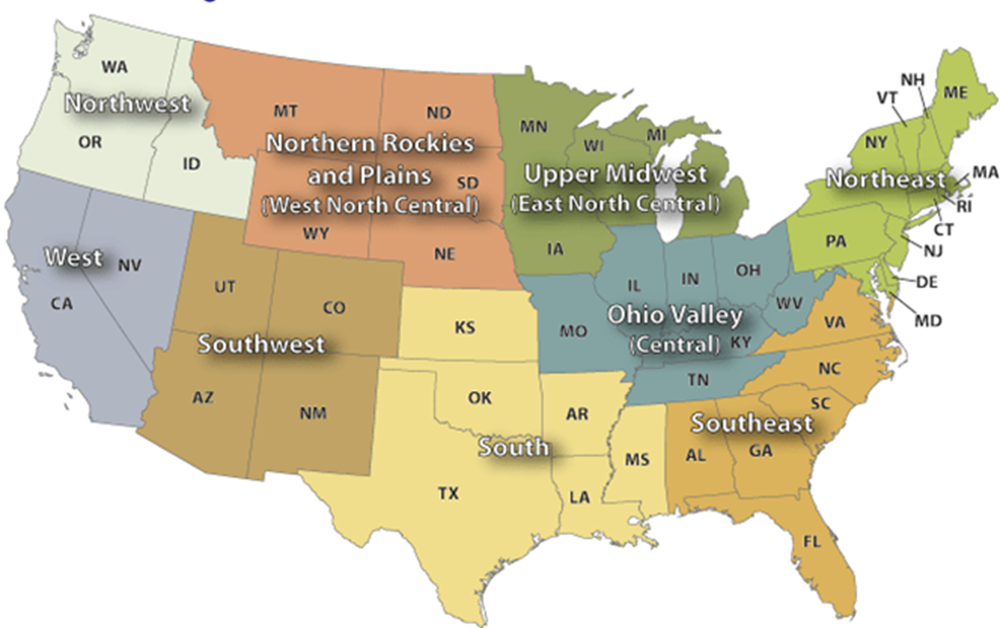 WA
Northwest
OR
ID
MT
ND
Northern Rockies
and Plains
(West North Central)
SD
WY
NE
MN
WI
MI
Upper Midwest
(East North Central)
IA
NH
VT
ME
NY
Northeast
MA
RI
CT
PA
NJ
DE
MD
West
NV
CA
UT
CO
Southwest
AZ
NM
IL
IN
OH
WV
Ohio Valley
(Central)
MO
KY
TN
KS
OK
AR
South
TX
LA
MS
VA
NC
SC
Southeast
AL
GA
FL